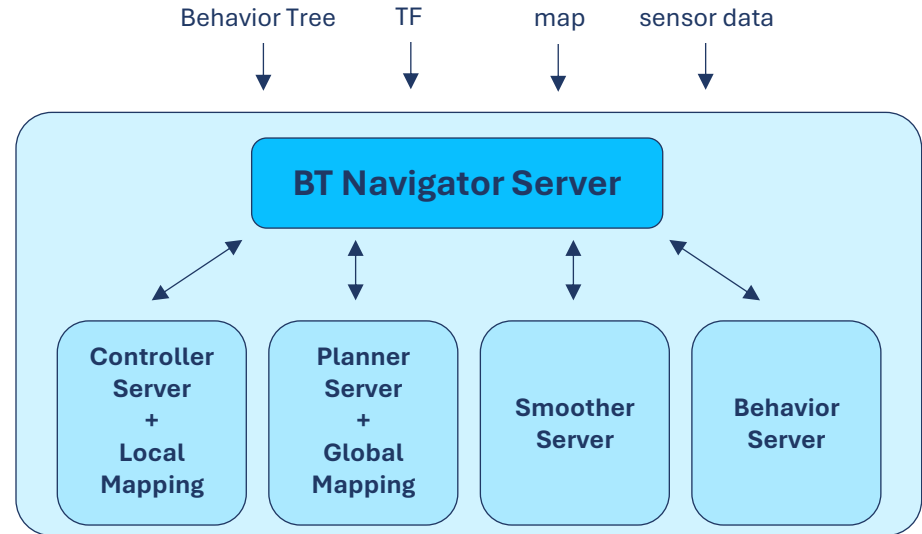 Behavior Tree
TF
map
sensor data
BT Navigator Server
Controller
Server
+
Local
Mapping
Planner
Server
+
Global
Mapping
Smoother
Server
Behavior
Server